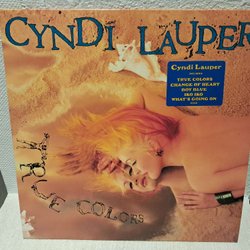 CYNDI LAUPER
Cyndi Lauper
TRUE COLORS
CHANGE OF HEART
BOY BLUE
IKO IKO
WHAT'S GOING ON
TRUE COLORS